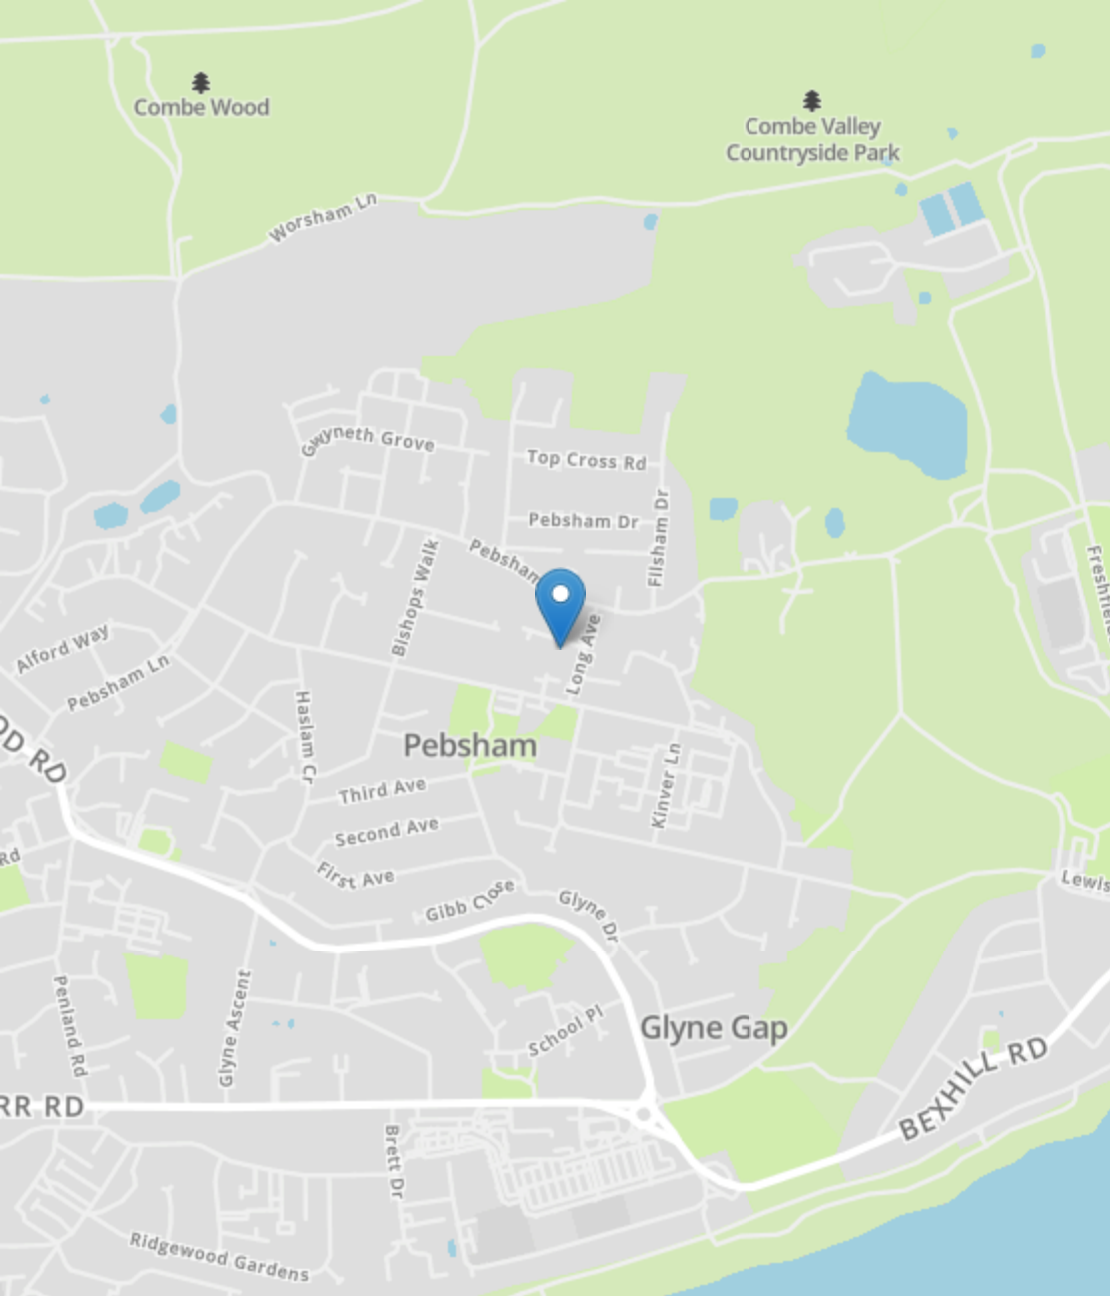 Combe Wood
Combe Valley
Countryside Park
Worsham Ln
Gwyneth Grove
Top Cross Rd
Pebsham Dr
Filsham Dr
Pebsham
Bishops Walk
Long Ave
Alford Way
Pebsham Ln
Haslam Cr
OD RD
Pebsham
Kinver Ln
Third Ave
Second Ave
First Ave
Gibb Close
Glyne Dr
Rd
Lewis
Freshfiel
Penland Rd
Glyne Ascent
School Pl
Glyne Gap
BEXHILL RD
RR RD
Brett Dr
Ridgewood Gardens